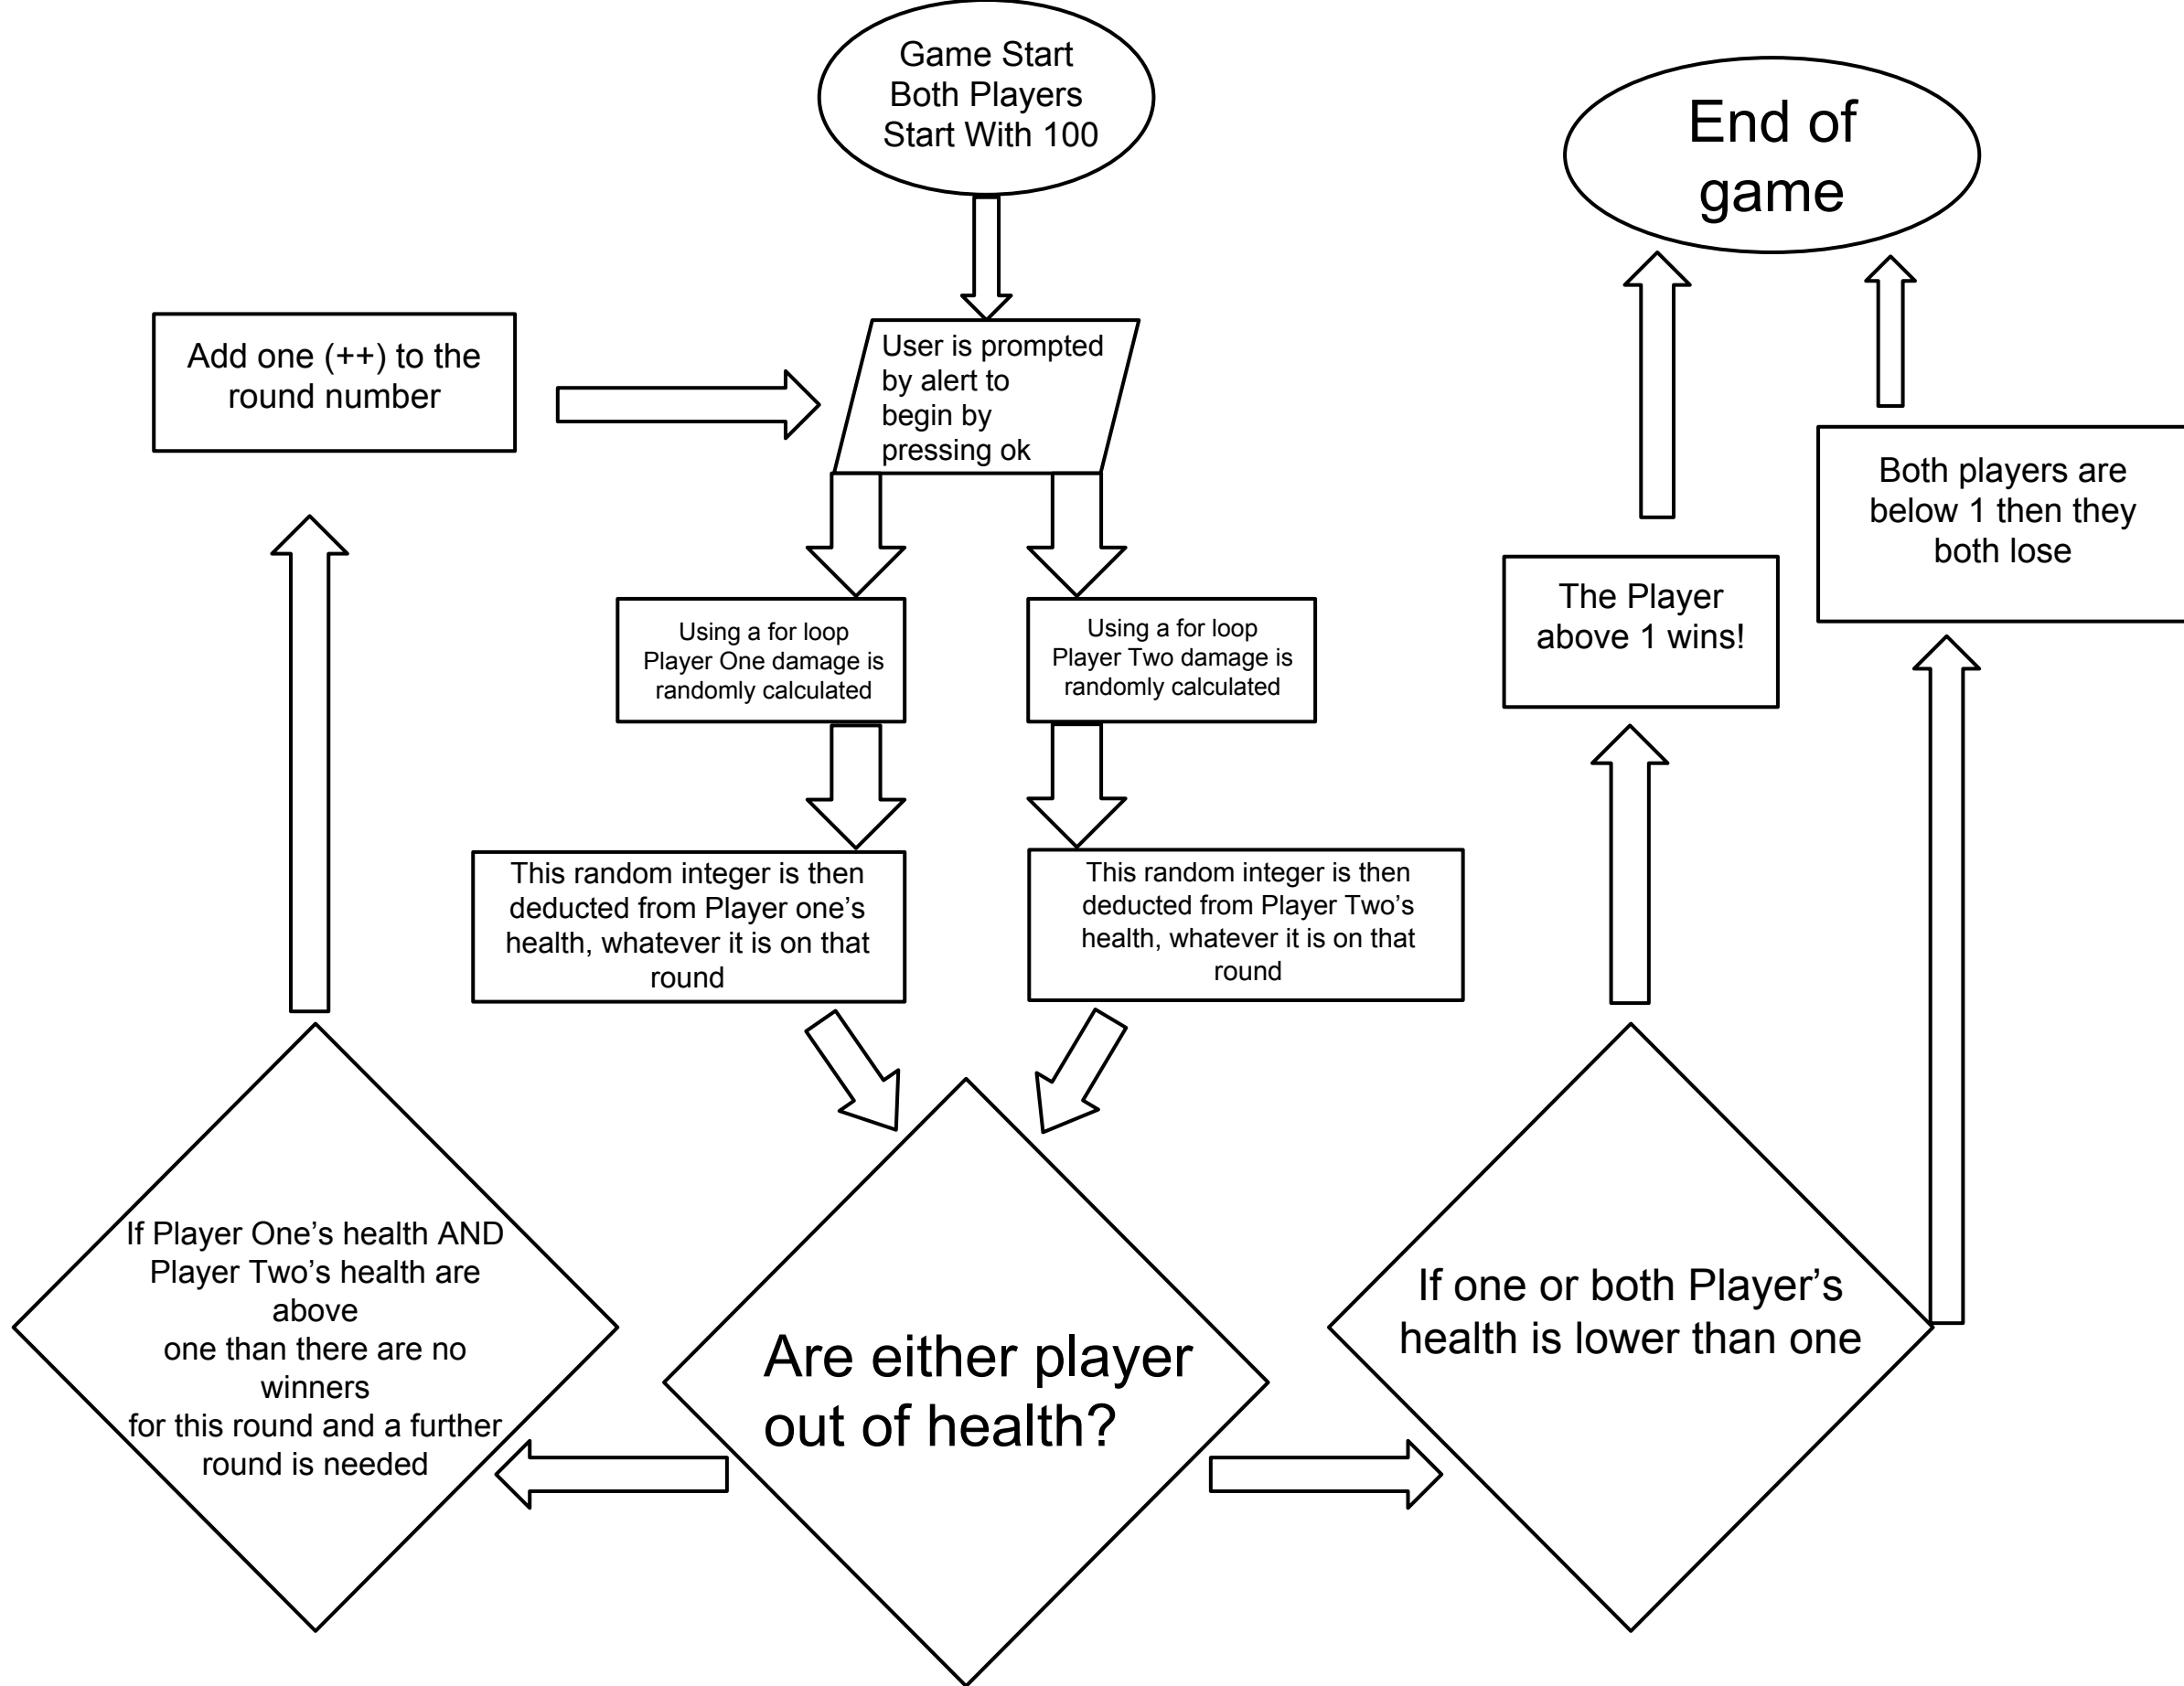 Game Start
Both Players
Start With 100
End of
game
Add one (++) to the
round number
User is prompted
by alert to
begin by
pressing ok
Both players are
below 1 then they
both lose
The Player
above 1 wins!
Using a for loop
Player One damage is
randomly calculated
Using a for loop
Player Two damage is
randomly calculated
This random integer is then
deducted from Player one’s
health, whatever it is on that
round
This random integer is then
deducted from Player Two’s
health, whatever it is on that
round
If Player One’s health AND
Player Two’s health are
above
one than there are no
winners
for this round and a further
round is needed
Are either player
out of health?
If one or both Player’s
health is lower than one